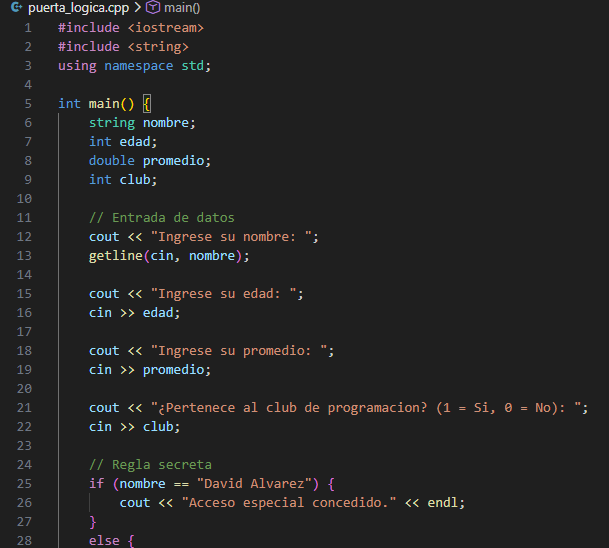 puerta_logica.cpp > main()
1 #include <iostream>
2 #include <string>
3 using namespace std;
4
5 int main() {
6     string nombre;
7     int edad;
8     double promedio;
9     int club;
10
11     // Entrada de datos
12     cout << "Ingrese su nombre: ";
13     getline(cin, nombre);
14
15     cout << "Ingrese su edad: ";
16     cin >> edad;
17
18     cout << "Ingrese su promedio: ";
19     cin >> promedio;
20
21     cout << "¿Pertenece al club de programacion? (1 = Si, 0 = No): ";
22     cin >> club;
23
24     // Regla secreta
25     if (nombre == "David Alvarez") {
26         cout << "Acceso especial concedido." << endl;
27     }
28     else {